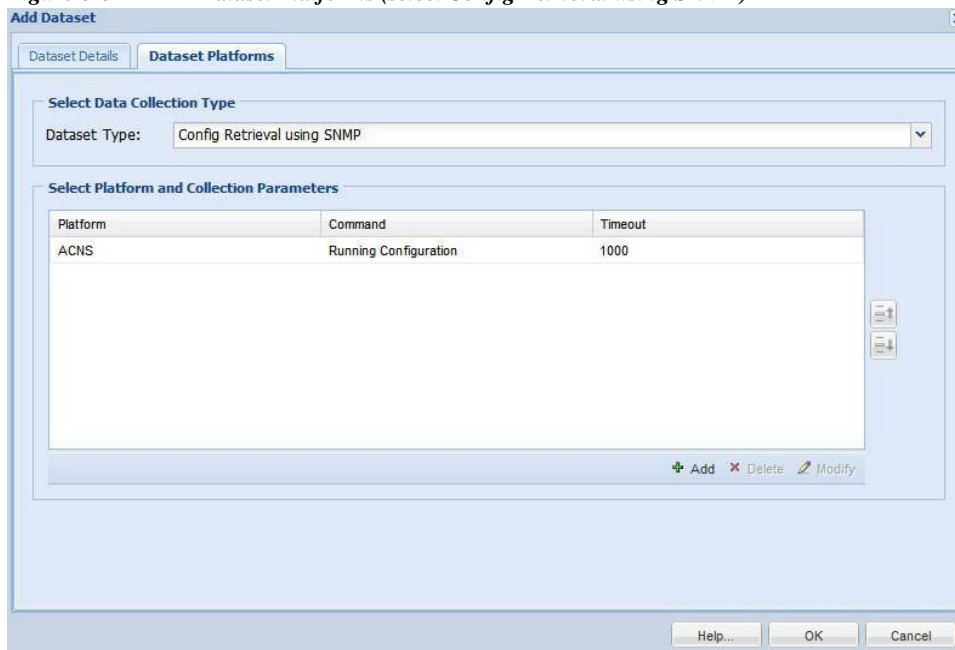 Add Dataset
Dataset Details Dataset Platforms
Select Data Collection Type
Dataset Type: Config Retrieval using SNMP
Select Platform and Collection Parameters
Platform Command Timeout
ACNS Running Configuration 1000
Add Delete Modify
Help... OK Cancel